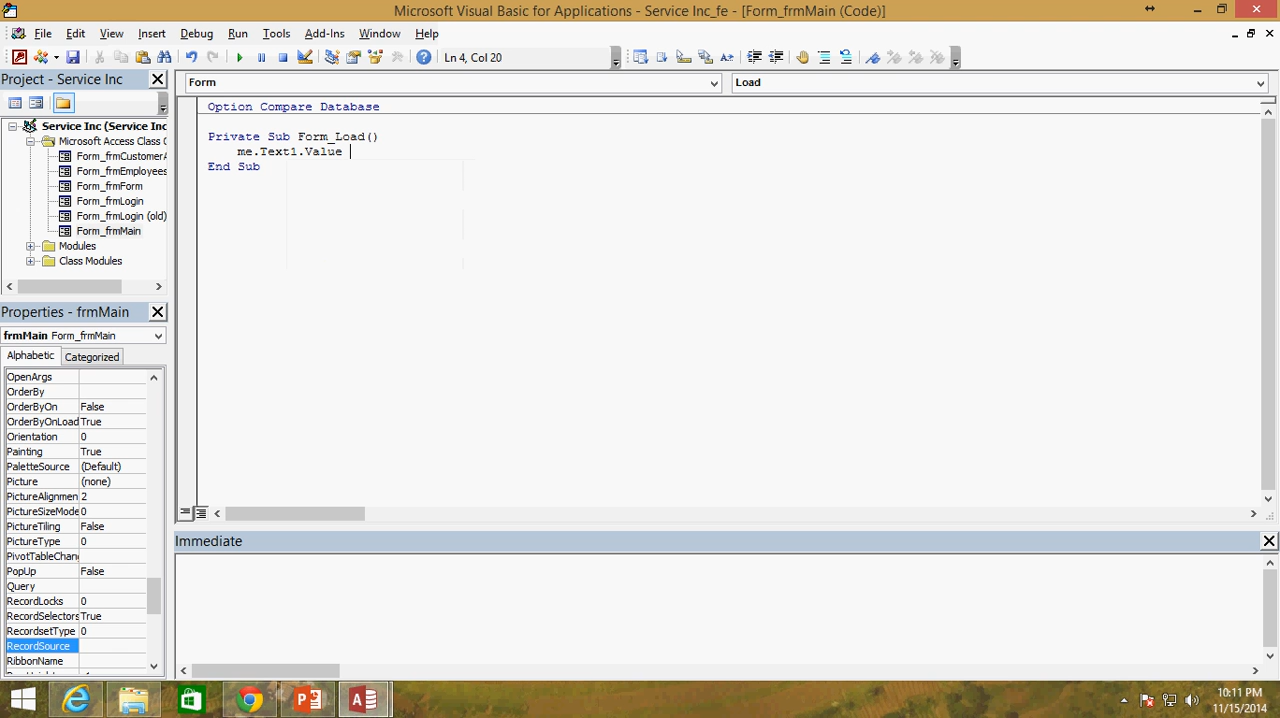 Microsoft Visual Basic for Applications - Service Inc_fe - [Form_frmMain (Code)]
File Edit View Insert Format Debug Run Tools Add-Ins Window Help
Ln 4, Col 20
Project - Service Inc
Service Inc (Service Inc
Microsoft Access Class C
Form_frmCustomerA
Form_frmEmployees
Form_frmForm
Form_frmLogin
Form_frmLogin (old)
Form_frmMain
Modules
Class Modules
Properties - frmMain
frmMain Form_frmMain
Alphabetic Categorized
OpenArgs
OrderBy
OrderByOn False
OrderByOnLoad True
Orientation 0
Painting True
PaletteSource (Default)
Picture (none)
PictureAlignmen 2
PictureSizeMode 0
PictureTiling False
PictureType 0
PivotTableChan
PopUp False
Query
RecordLocks 0
RecordSelectors True
RecordsetType 0
RecordSource
RibbonName
Form Load
Option Compare Database
Private Sub Form_Load()
me.Text1.Value
End Sub
Immediate
10:11 PM
11/15/2014